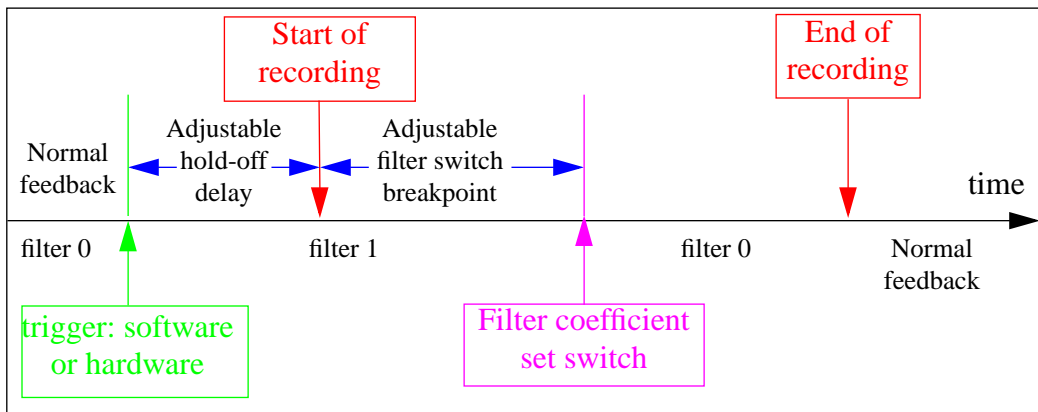 Start of
recording
End of
recording
Normal
feedback
Adjustable
hold-off
delay
Adjustable
filter switch
breakpoint
time
filter 0
filter 1
filter 0
Normal
feedback
trigger: software
or hardware
Filter coefficient
set switch